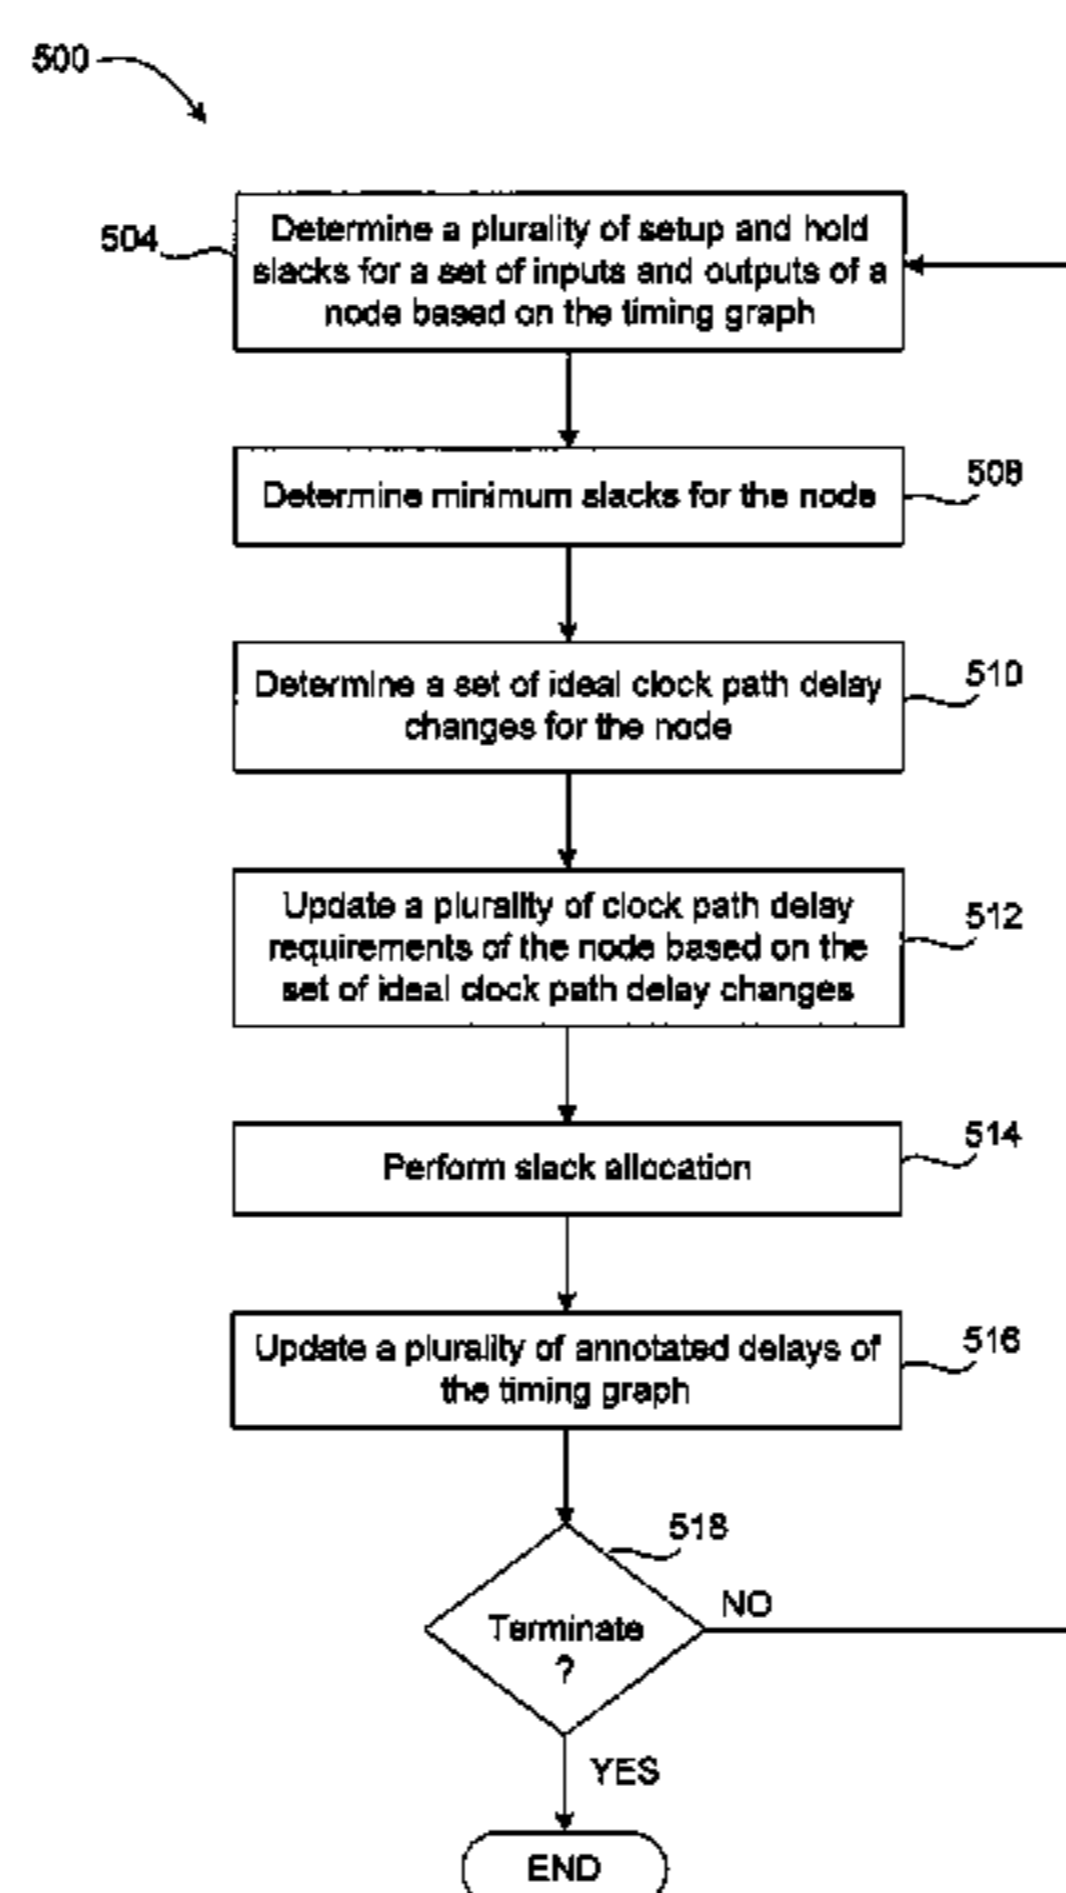 500
504
Determine a plurality of setup and hold
slacks for a set of inputs and outputs of a
node based on the timing graph
Determine minimum slacks for the node
508
Determine a set of ideal clock path delay
changes for the node
510
Update a plurality of clock path delay
requirements of the node based on the
set of ideal clock path delay changes
512
Perform slack allocation
514
Update a plurality of annotated delays of
the timing graph
516
518
Terminate
?
NO
YES
END